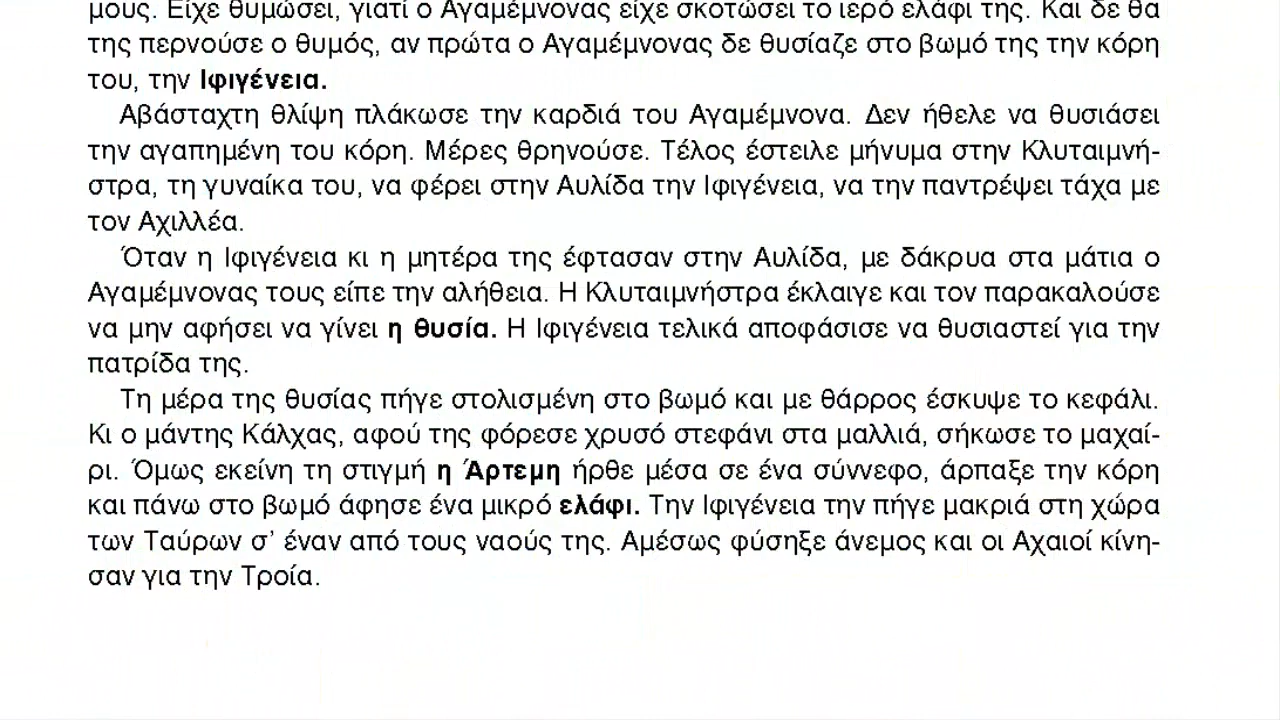 μους. Είχε θυμώσει, γιατί ο Αγαμέμνονας είχε σκοτώσει το ιερό ελάφι της. Και δε θα
της περνούσε ο θυμός, αν πρώτα ο Αγαμέμνονας δε θυσίαζε στο βωμό της την κόρη
του, την Ιφιγένεια.
Αβάσταχτη θλίψη πλάκωσε την καρδιά του Αγαμέμνονα. Δεν ήθελε να θυσιάσει
την αγαπημένη του κόρη. Μέρες θρηνούσε. Τέλος έστειλε μήνυμα στην Κλυταιμνή-
στρα, τη γυναίκα του, να φέρει στην Αυλίδα την Ιφιγένεια, να την παντρέψει τάχα με
τον Αχιλλέα.
Όταν η Ιφιγένεια κι η μητέρα της έφτασαν στην Αυλίδα, με δάκρυα στα μάτια ο
Αγαμέμνονας τους είπε την αλήθεια. Η Κλυταιμνήστρα έκλαιγε και τον παρακαλούσε
να μην αφήσει να γίνει η θυσία. Η Ιφιγένεια τελικά αποφάσισε να θυσιαστεί για την
πατρίδα της.
Τη μέρα της θυσίας πήγε στολισμένη στο βωμό και με θάρρος έσκυψε το κεφάλι.
Κι ο μάντης Κάλχας, αφού της φόρεσε χρυσό στεφάνι στα μαλλιά, σήκωσε το μαχαί-
ρι. Όμως εκείνη τη στιγμή η Άρτεμη ήρθε μέσα σε ένα σύννεφο, άρπαξε την κόρη
και πάνω στο βωμό άφησε ένα μικρό ελάφι. Την Ιφιγένεια την πήγε μακριά στη χώρα
των Ταύρων σ' έναν από τους ναούς της. Αμέσως φύσηξε άνεμος και οι Αχαιοί κίνη-
σαν για την Τροία.